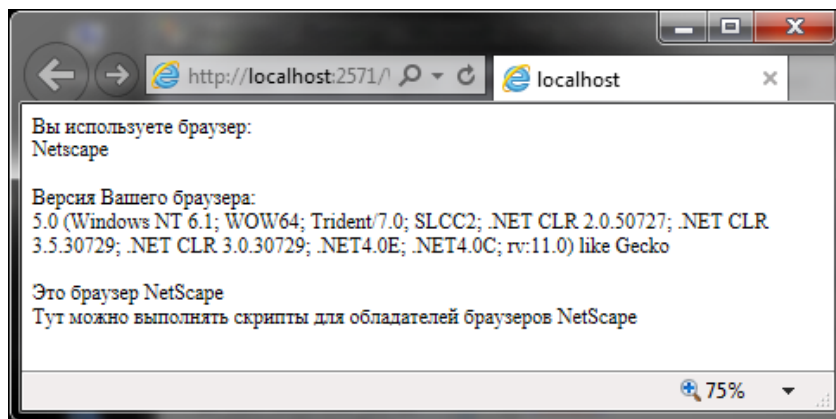 http://localhost:2571/
localhost
Вы используете браузер:
Netscape
Версия Вашего браузера:
5.0 (Windows NT 6.1; WOW64; Trident/7.0; SLCC2; .NET CLR 2.0.50727; .NET CLR
3.5.30729; .NET CLR 3.0.30729; .NET4.0E; .NET4.0C; rv:11.0) like Gecko
Это браузер NetScape
Тут можно выполнять скрипты для обладателей браузеров NetScape
75%